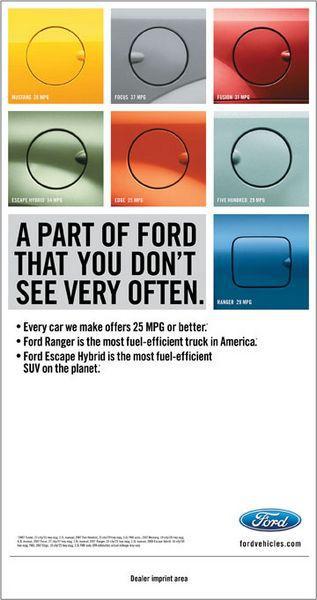 MUSTANG 28 MPG
FOCUS 37 MPG
FUSION 31 MPG
ESCAPE HYBRID 34 MPG
EDGE 25 MPG
FIVE HUNDRED 29 MPG
A PART OF FORD
THAT YOU DON'T
SEE VERY OFTEN.
RANGER 29 MPG
• Every car we make offers 25 MPG or better.*
• Ford Ranger is the most fuel-efficient truck in America.*
• Ford Escape Hybrid is the most fuel-efficient
SUV on the planet.*
Ford
fordvehicles.com
Dealer imprint area